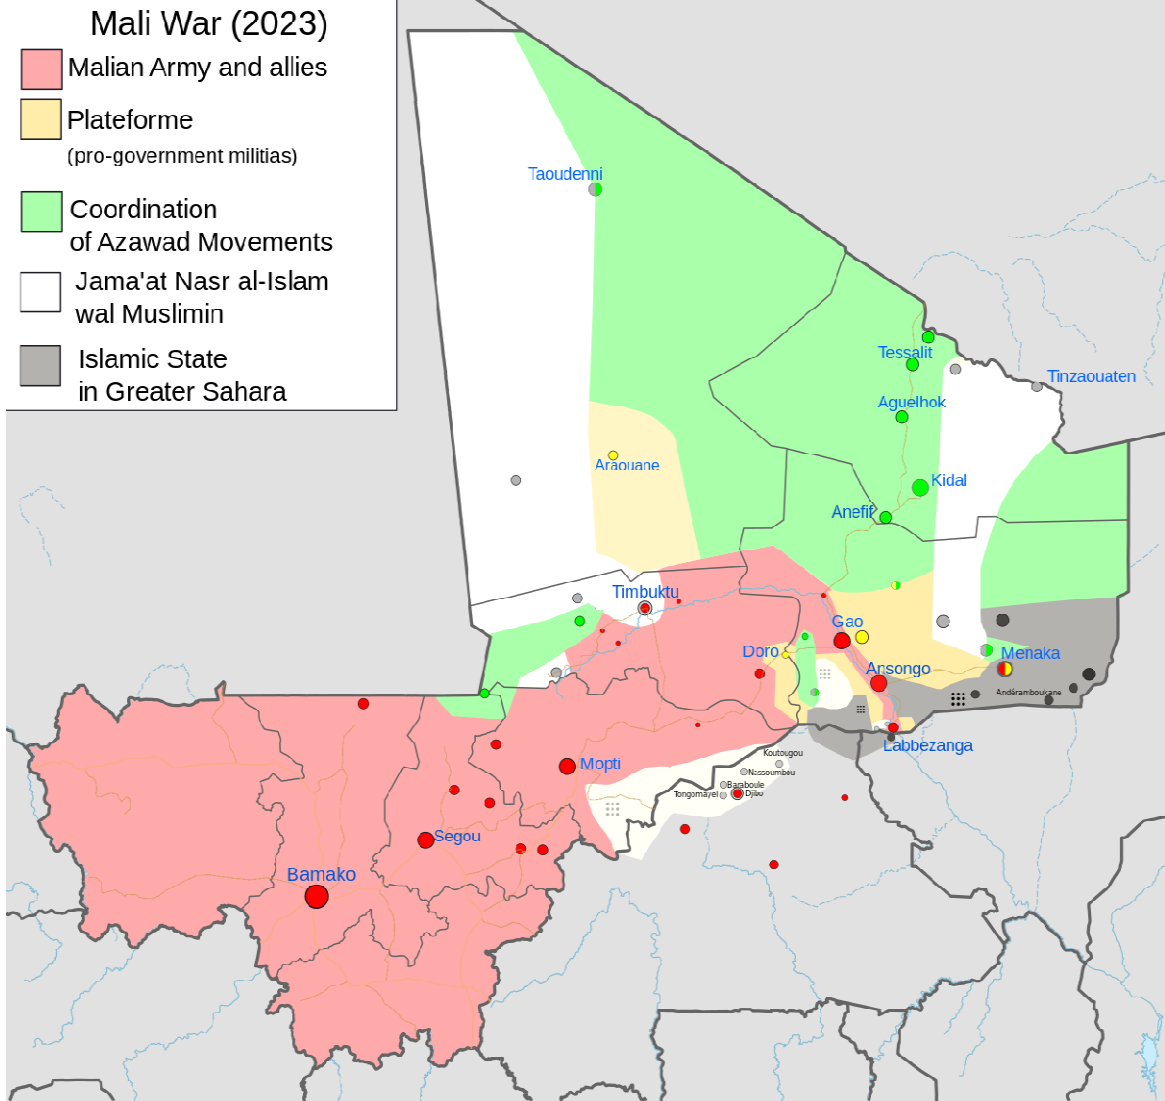 Mali War (2023)
Malian Army and allies
Plateforme
(pro-government militias)
Coordination
of Azawad Movements
Jama'at Nasr al-Islam
wal Muslimin
Islamic State
in Greater Sahara
Taoudenni
Tessalit
Tinzaouaten
Aguelhok
Araouane
Kidal
Anefif
Timbuktu
Gao
Doro
Menaka
Ansongo
Andéramboukane
Labbezanga
Koutougou
Mopti
Nassoumbou
Baraboule
Tongomayel
Djibo
Segou
Bamako